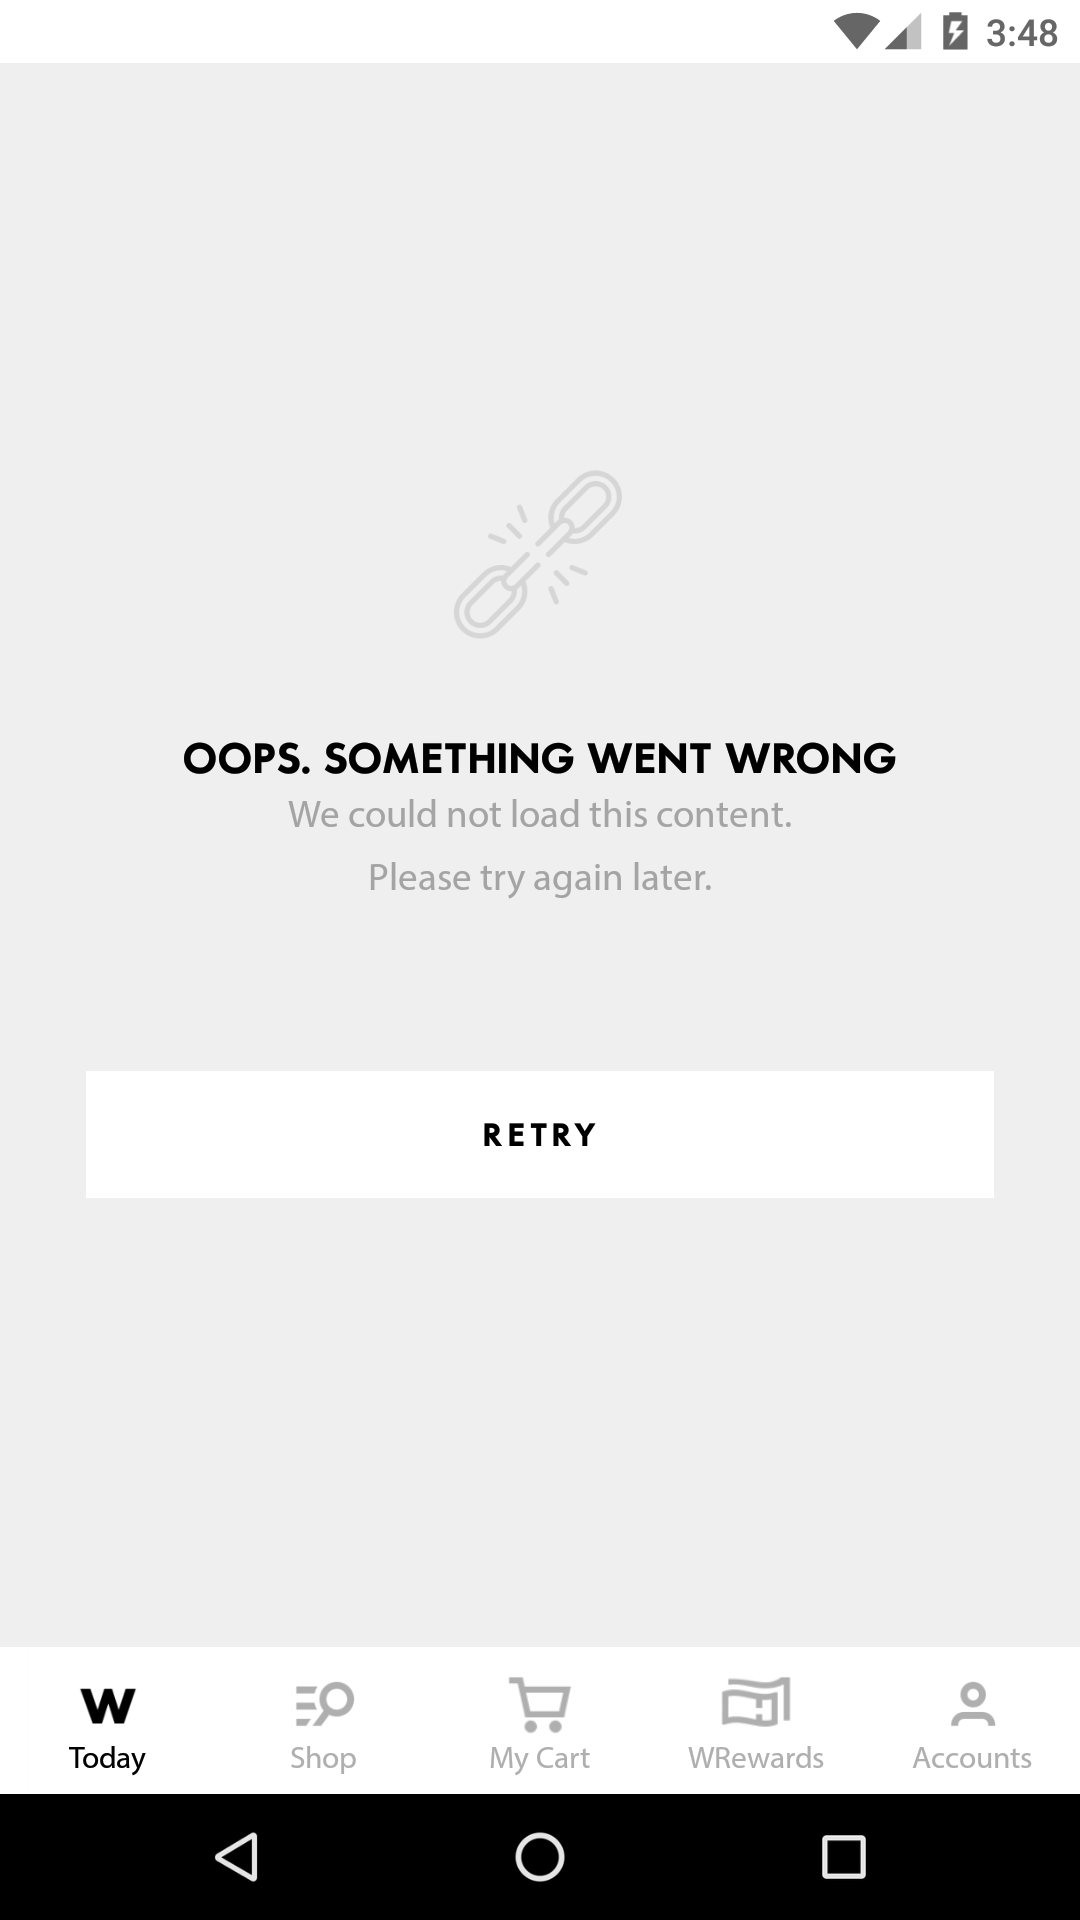 3:48
OOPS. SOMETHING WENT WRONG
We could not load this content.
Please try again later.
RETRY
W
Today
Shop
My Cart
WRewards
Accounts